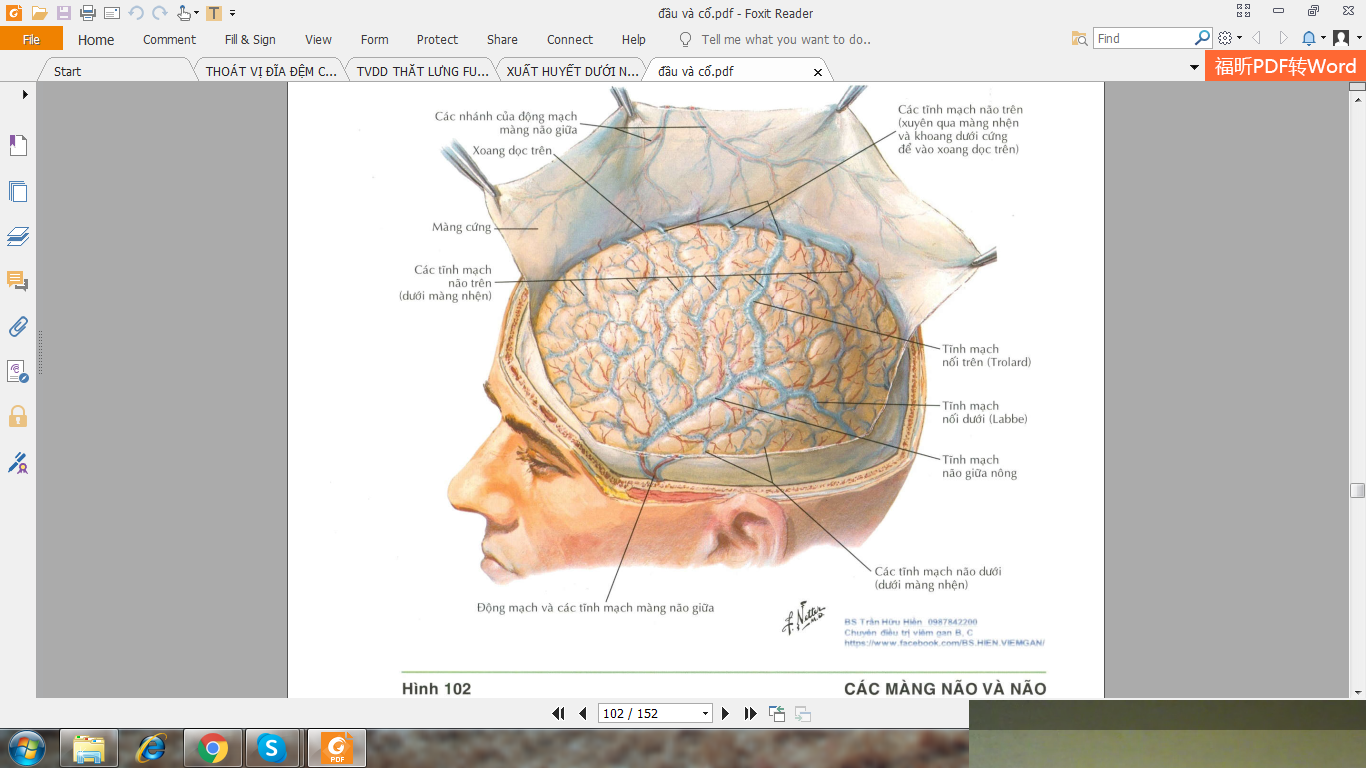 đầu và cổ.pdf - Foxit Reader
File
Home
Comment
Fill & Sign
View
Form
Protect
Share
Connect
Help
Tell me what you want to do..
Find
Start
THOÁT VỊ ĐĨA ĐỆM C...
TVDD THẮT LƯNG FU...
XUẤT HUYẾT DƯỚI N...
đầu và cổ.pdf
福昕PDF转Word
Các nhánh của động mạch
màng não giữa
Xoang dọc trên
Màng cứng
Các tĩnh mạch
não trên
(dưới màng nhện)
Các tĩnh mạch não trên
(xuyên qua màng nhện
và khoang dưới cứng
để vào xoang dọc trên)
Tĩnh mạch
nối trên (Trolard)
Tĩnh mạch
nối dưới (Labbe)
Tĩnh mạch
não giữa nông
Các tĩnh mạch não dưới
(dưới màng nhện)
Động mạch và các tĩnh mạch màng não giữa
F. Netter
M.D.
BS Trần Hữu Hiền 0987842200
Chuyên điều trị viêm gan B, C
https://www.facebook.com/BS.HIEN.VIEMGAN/
Hình 102
CÁC MÀNG NÃO VÀ NÃO
102 / 152
PDF